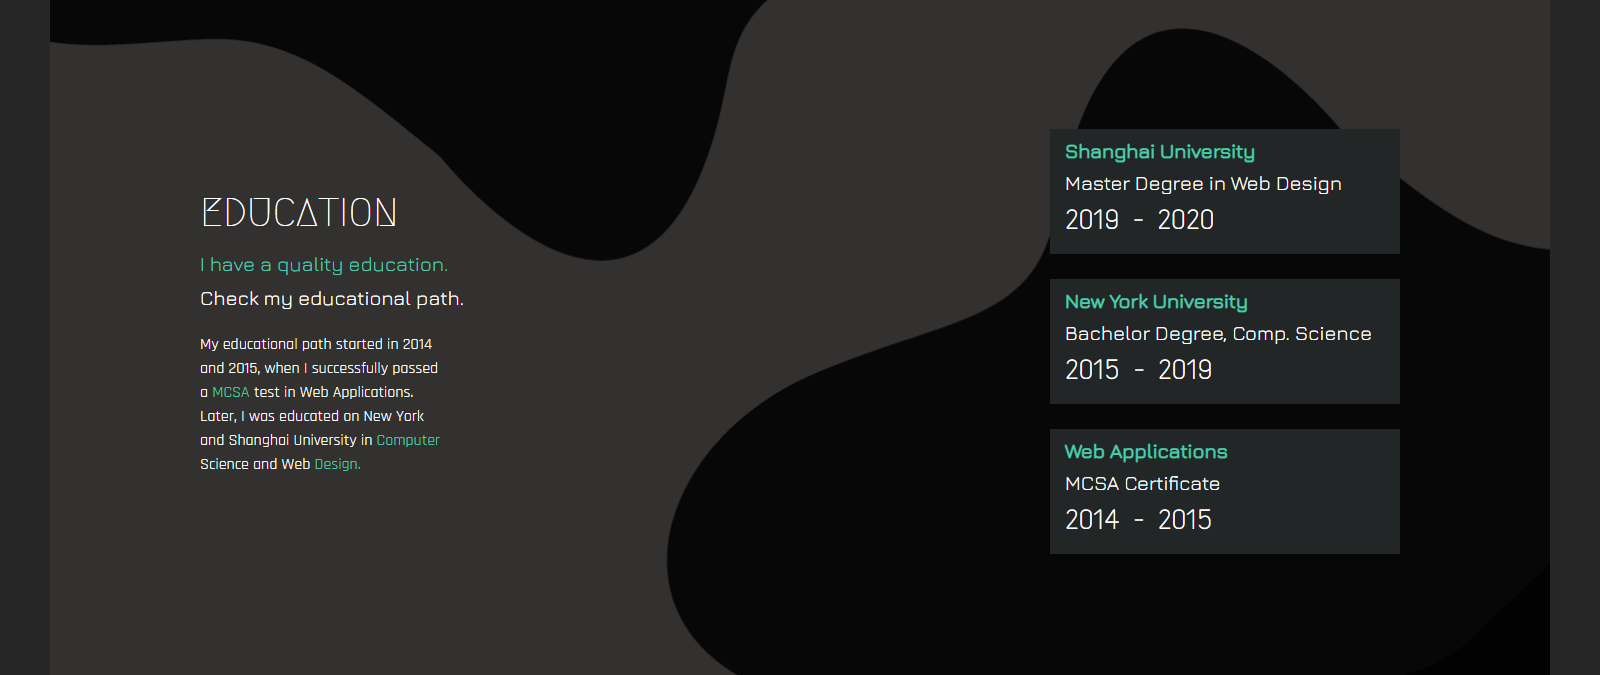 EDUCATION
I have a quality education.
Check my educational path.
My educational path started in 2014
and 2015, when I successfully passed
a MCSA test in Web Applications.
Later, I was educated on New York
and Shanghai University in Computer
Science and Web Design.
Shanghai University
Master Degree in Web Design
2019 - 2020
New York University
Bachelor Degree, Comp. Science
2015 - 2019
Web Applications
MCSA Certificate
2014 - 2015